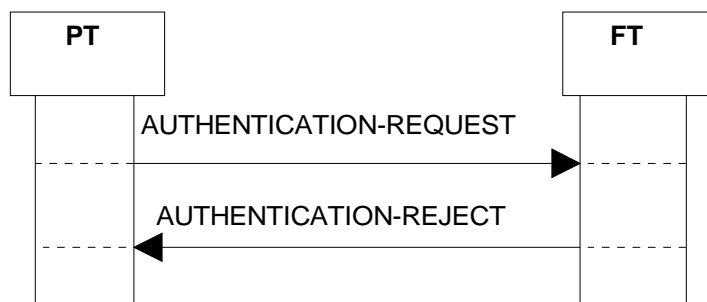 PT
FT
AUTHENTICATION-REQUEST
AUTHENTICATION-REJECT